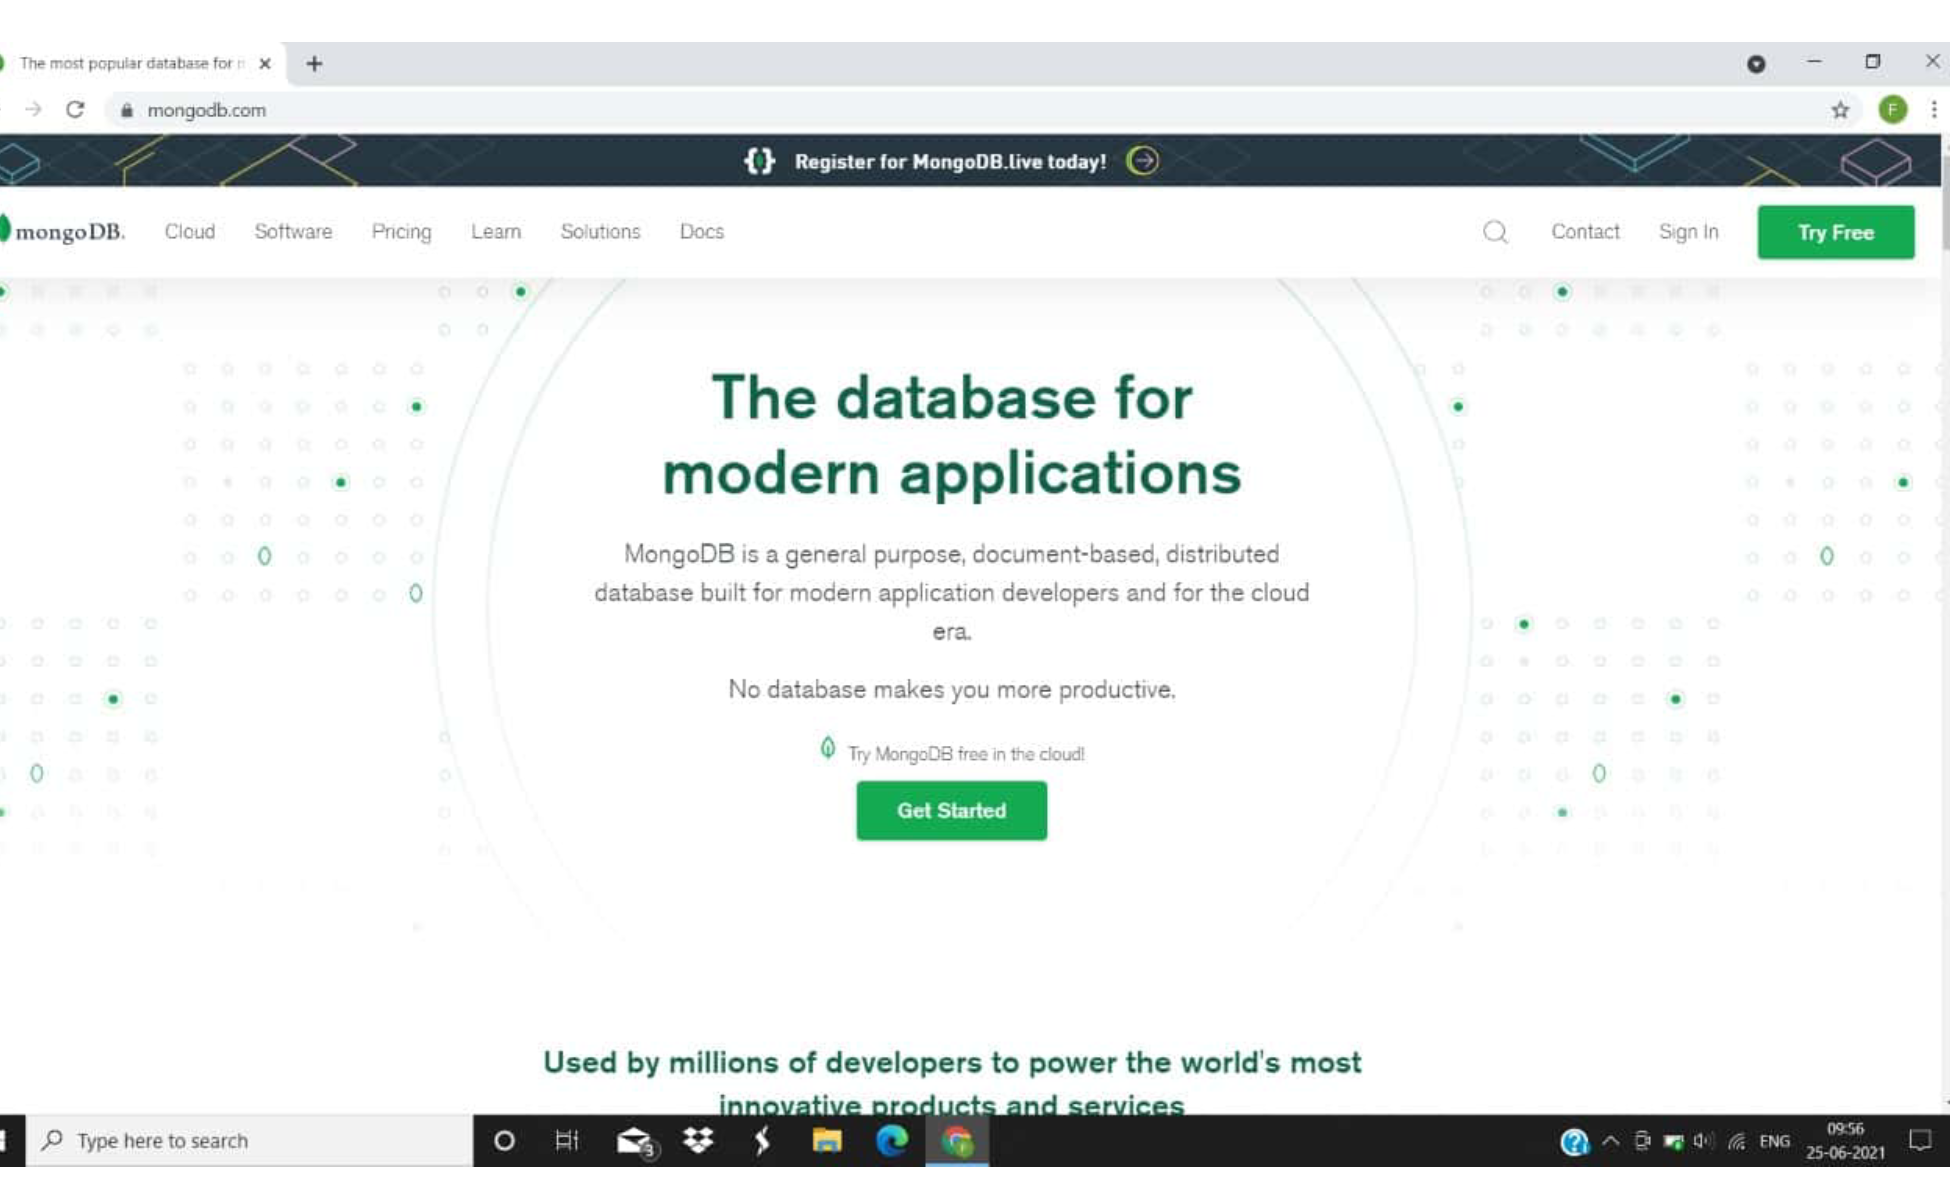 The most popular database for
mongodb.com
F
Register for MongoDB.live today!
mongoDB. Cloud Software Pricing Learn Solutions Docs Contact Sign In Try Free
The database for
modern applications
MongoDB is a general purpose, document-based, distributed
database built for modern application developers and for the cloud
era.
No database makes you more productive.
Try MongoDB free in the cloud!
Get Started
Used by millions of developers to power the world's most
innovative products and services
Type here to search
3
ENG
09:56
25-06-2021